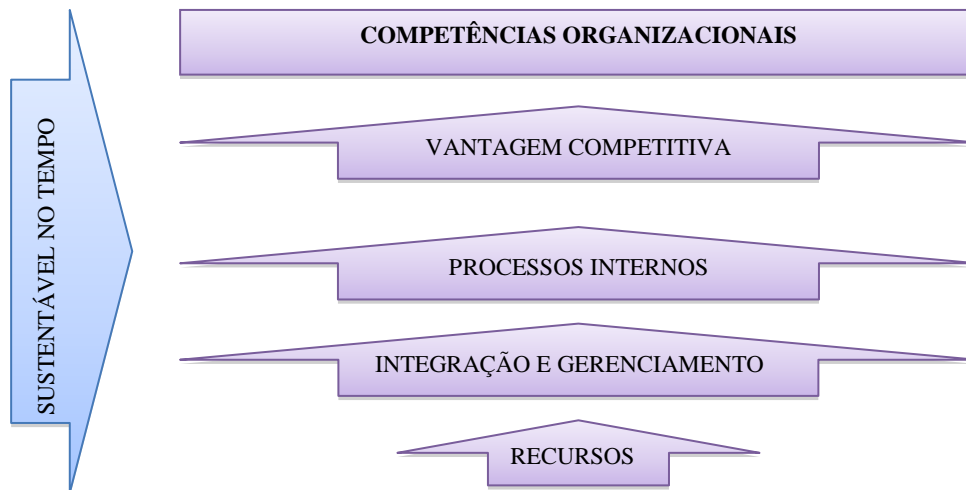 COMPETÊNCIAS ORGANIZACIONAIS
VANTAGEM COMPETITIVA
PROCESSOS INTERNOS
INTEGRAÇÃO E GERENCIAMENTO
RECURSOS
SUSTENTÁVEL NO TEMPO